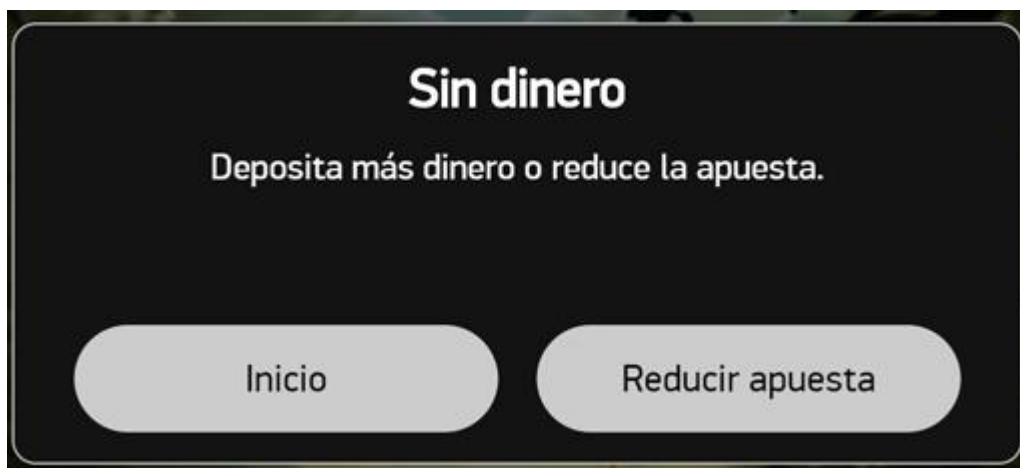 Sin dinero
Deposita más dinero o reduce la apuesta.
Inicio
Reducir apuesta